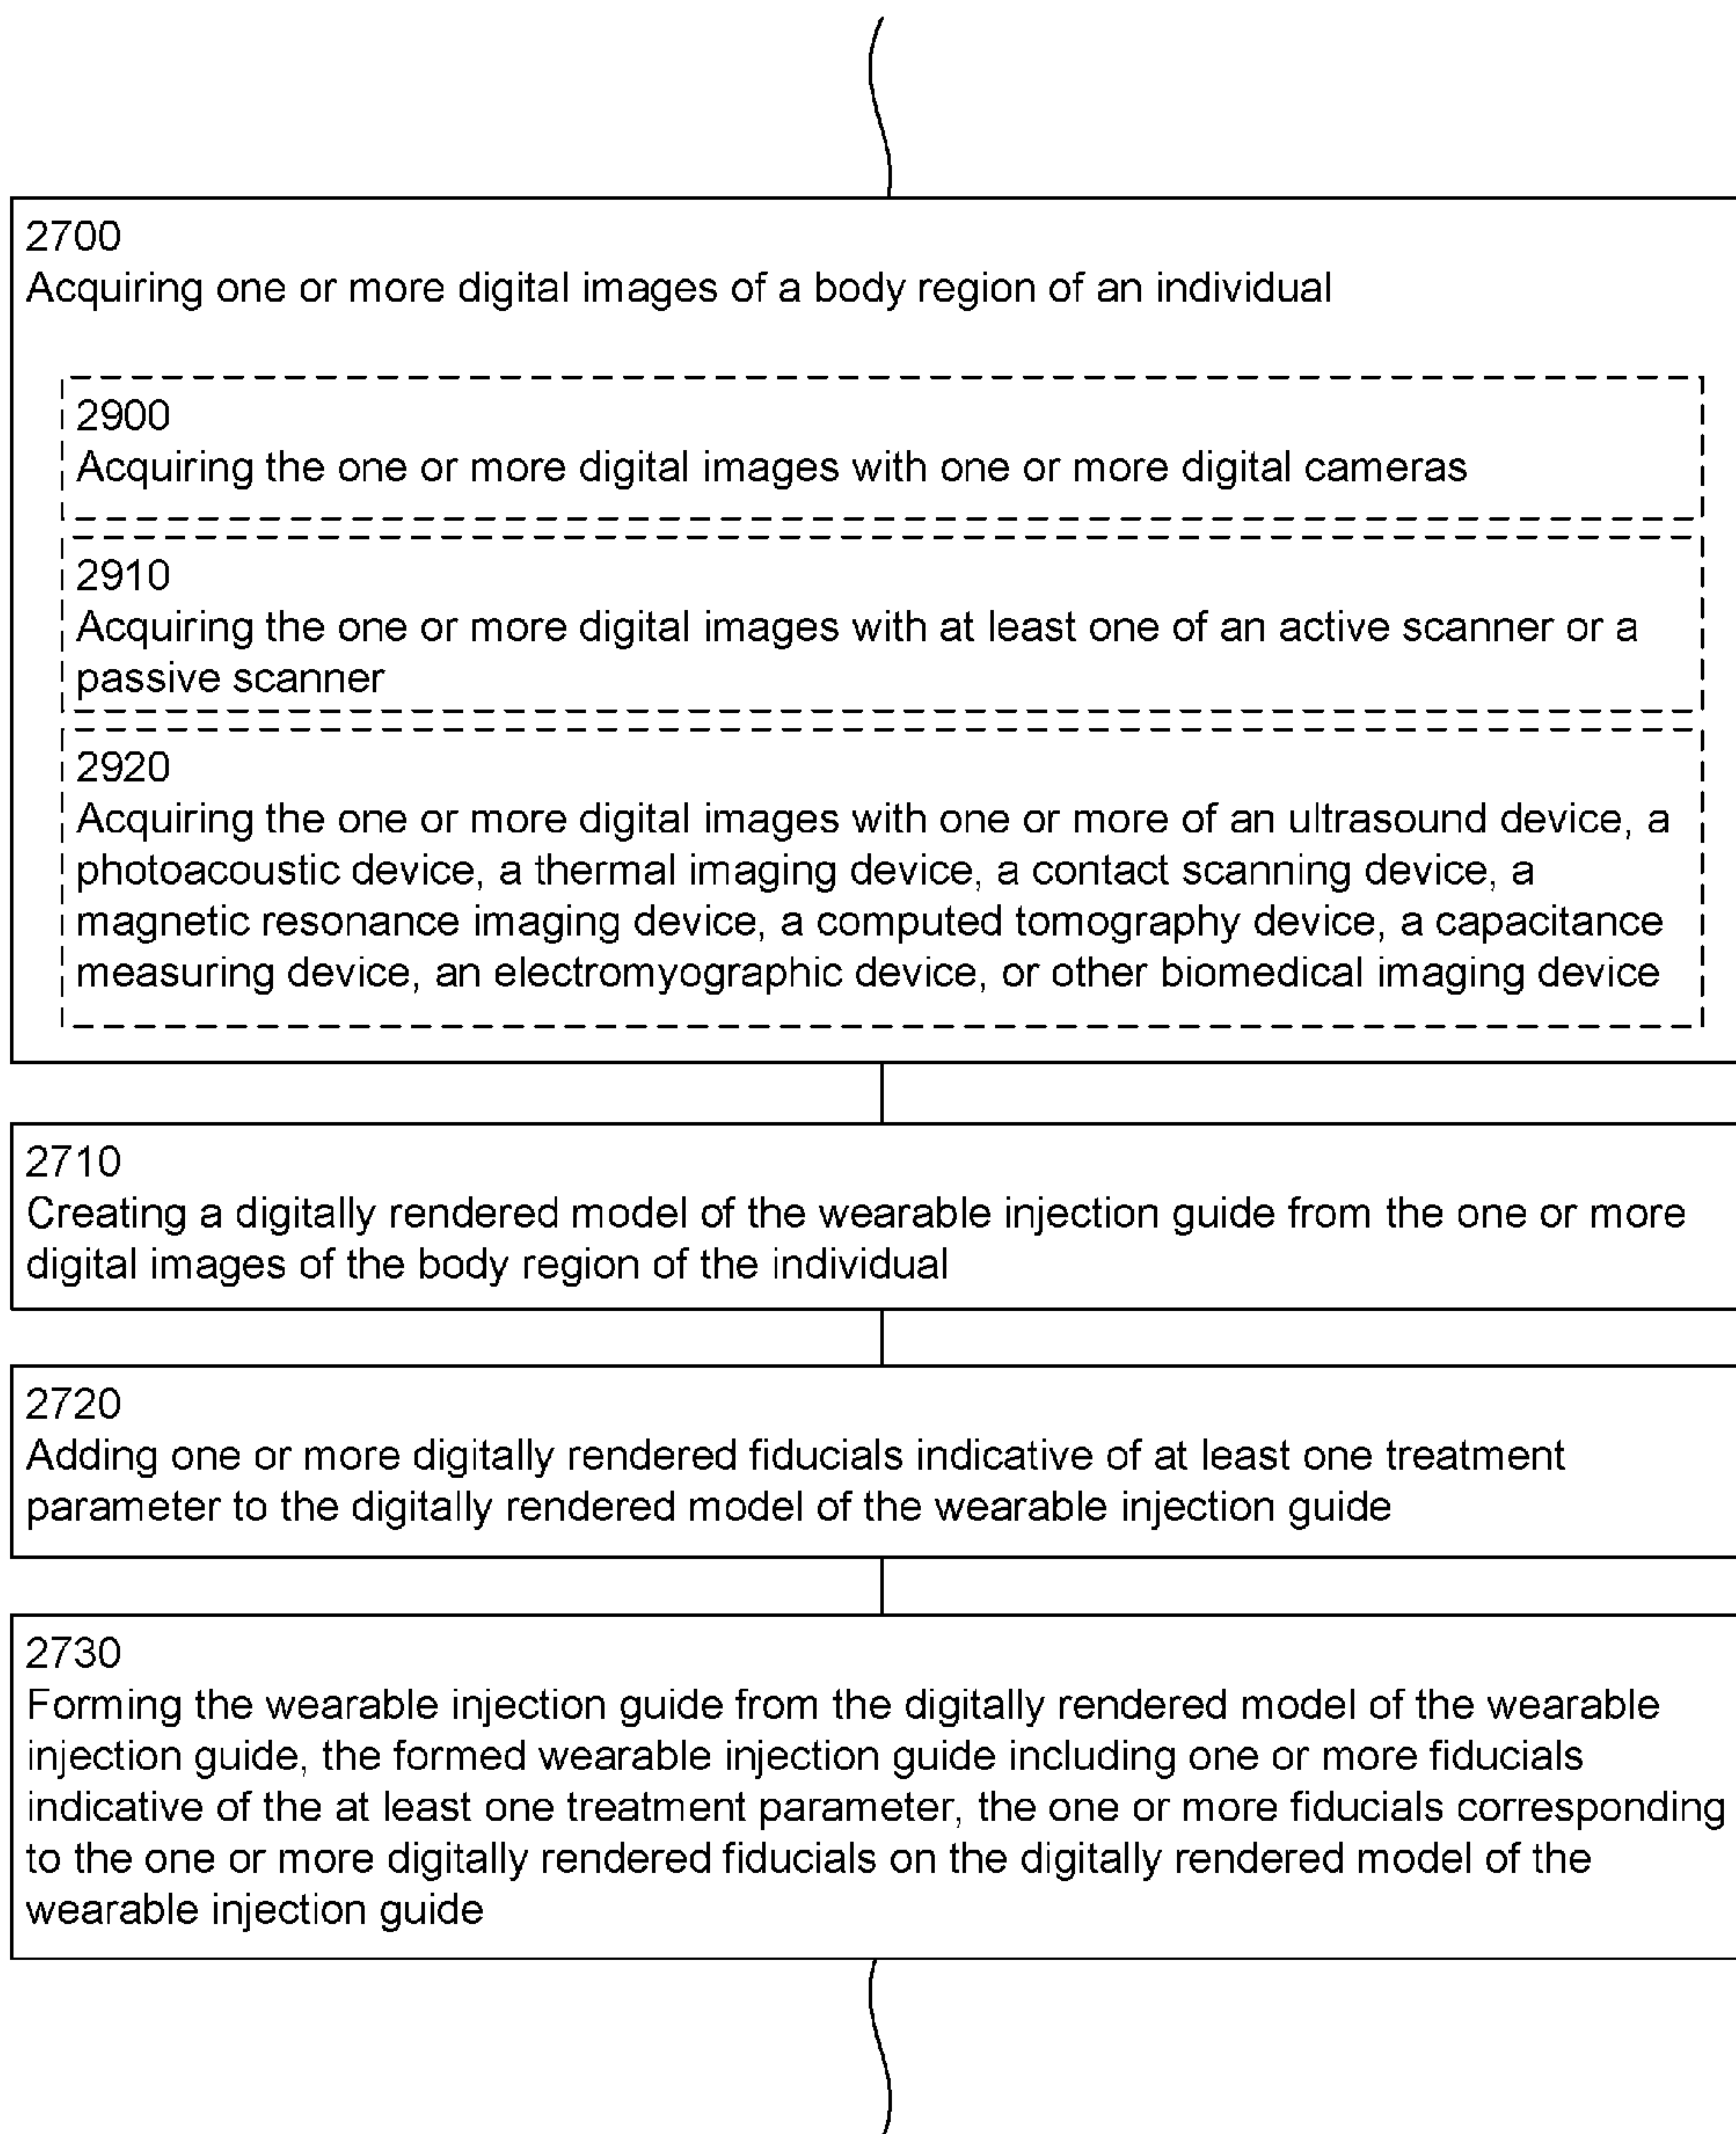 2700
Acquiring one or more digital images of a body region of an individual
2900
Acquiring the one or more digital images with one or more digital cameras
2910
Acquiring the one or more digital images with at least one of an active scanner or a
passive scanner
2920
Acquiring the one or more digital images with one or more of an ultrasound device, a
photoacoustic device, a thermal imaging device, a contact scanning device, a
magnetic resonance imaging device, a computed tomography device, a capacitance
measuring device, an electromyographic device, or other biomedical imaging device
2710
Creating a digitally rendered model of the wearable injection guide from the one or more
digital images of the body region of the individual
2720
Adding one or more digitally rendered fiducials indicative of at least one treatment
parameter to the digitally rendered model of the wearable injection guide
2730
Forming the wearable injection guide from the digitally rendered model of the wearable
injection guide, the formed wearable injection guide including one or more fiducials
indicative of the at least one treatment parameter, the one or more fiducials corresponding
to the one or more digitally rendered fiducials on the digitally rendered model of the
wearable injection guide